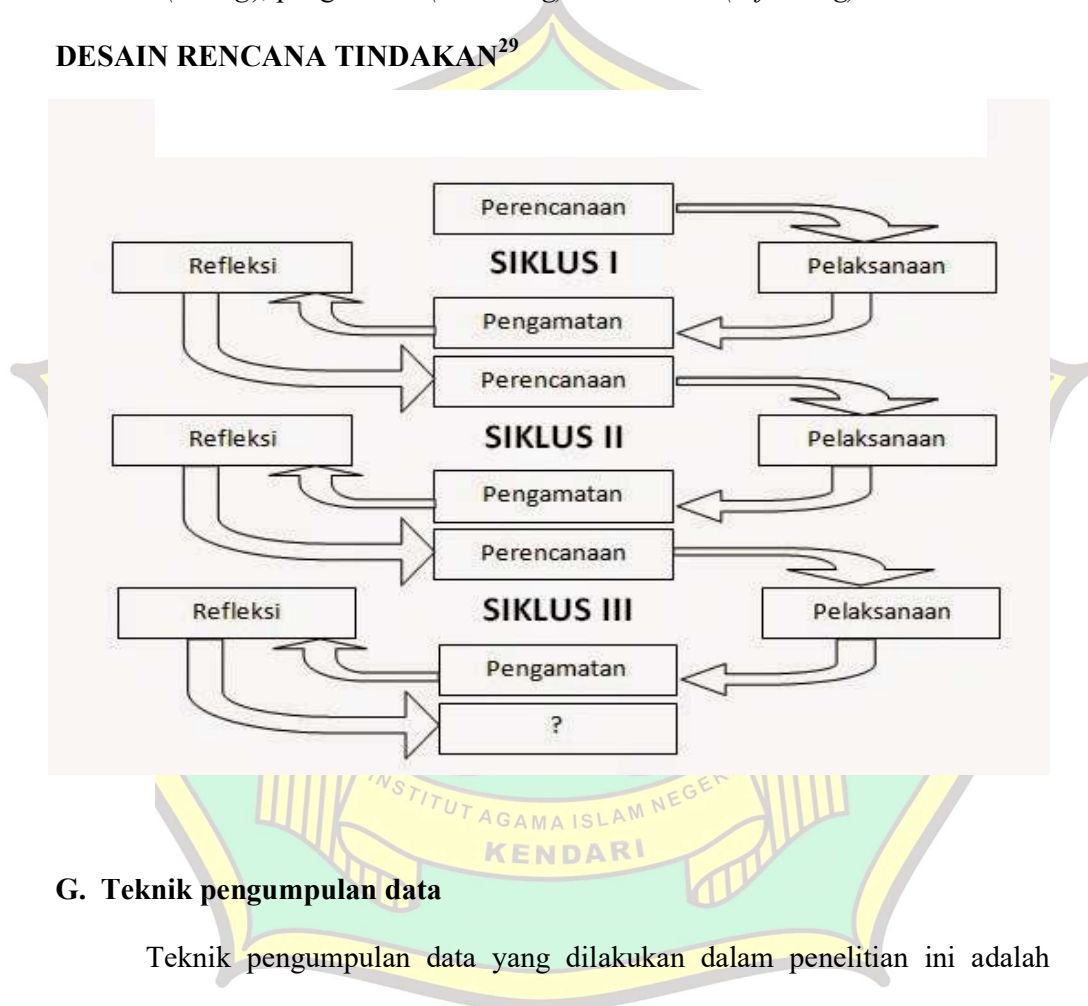 DESAIN RENCANA TINDAKAN29
Perencanaan
Refleksi
SIKLUS I
Pelaksanaan
Pengamatan
Perencanaan
Refleksi
SIKLUS II
Pelaksanaan
Pengamatan
Perencanaan
Refleksi
SIKLUS III
Pelaksanaan
Pengamatan
?
INSTITUT AGAMA ISLAM NEGER
KENDARI
G. Teknik pengumpulan data
Teknik pengumpulan data yang dilakukan dalam penelitian ini adalah